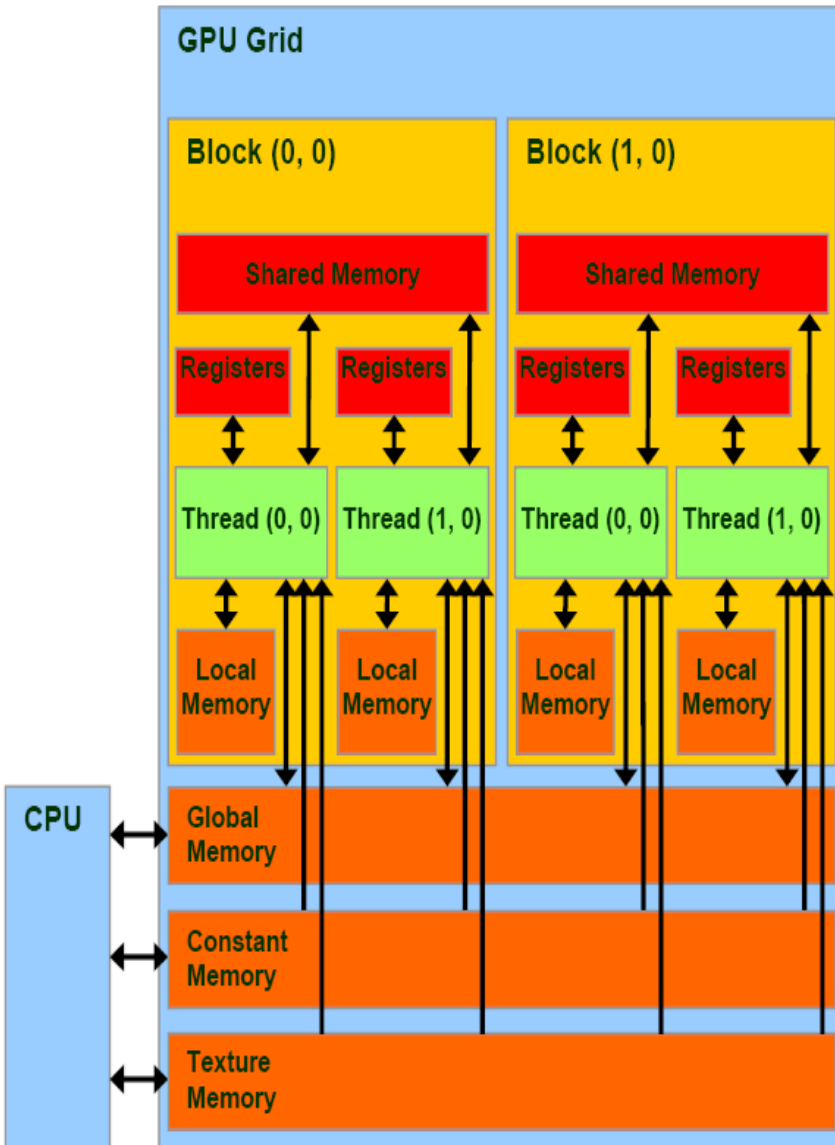 GPU Grid
Block (0, 0)
Block (1, 0)
Shared Memory
Shared Memory
Registers
Registers
Registers
Registers
Thread (0, 0)
Thread (1, 0)
Thread (0, 0)
Thread (1, 0)
Local
Memory
Local
Memory
Local
Memory
Local
Memory
CPU
Global
Memory
Constant
Memory
Texture
Memory